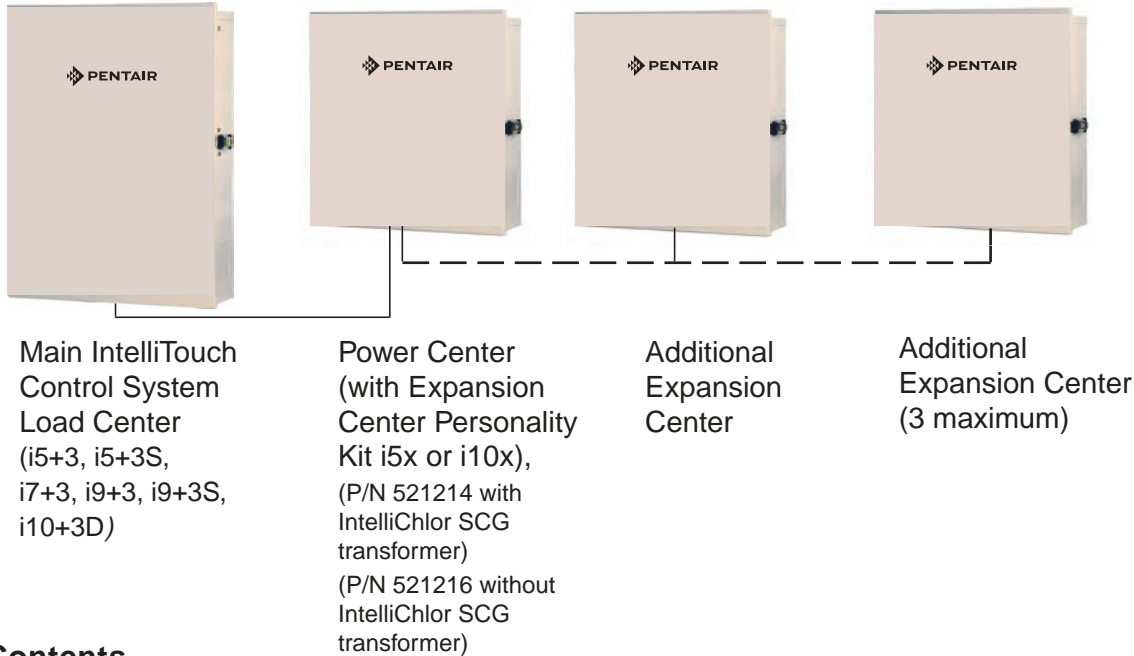 PENTAIR
PENTAIR
PENTAIR
PENTAIR
Main IntelliTouch
Control System
Load Center
(i5+3, i5+3S,
i7+3, i9+3, i9+3S,
i10+3D)
Power Center
(with Expansion
Center Personality
Kit i5x or i10x),
(P/N 521214 with
IntelliChlor SCG
transformer)
(P/N 521216 without
IntelliChlor SCG
transformer)
Additional
Expansion
Center
Additional
Expansion Center
(3 maximum)